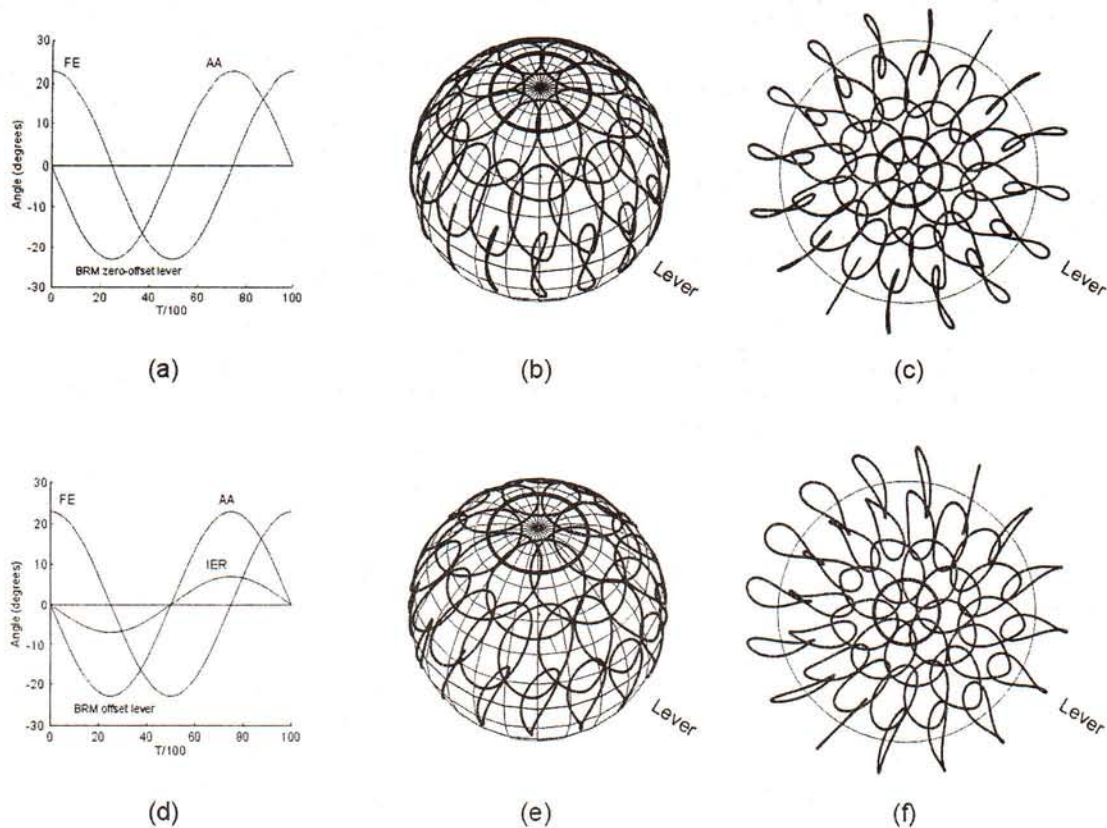 30
20
10
0
-10
-20
-30
Angle (degrees)
FE
AA
BRM zero-offset lever
0 20 40 60 80 100
T/100
Lever
Lever
(a)
(b)
(c)
30
20
10
0
-10
-20
-30
Angle (degrees)
FE
AA
IER
BRM offset lever
0 20 40 60 80 100
T/100
Lever
Lever
(d)
(e)
(f)